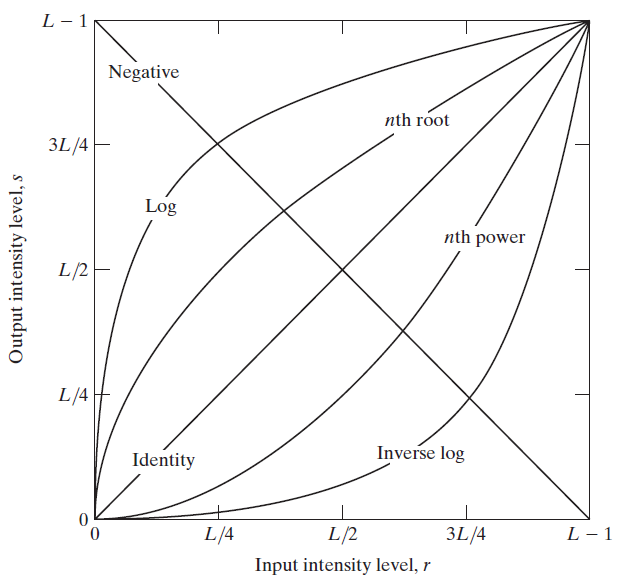 L – 1
Negative
nth root
3L/4
Log
nth power
L/2
L/4
Inverse log
Identity
0
0
L/4
L/2
3L/4
L – 1
Input intensity level, r
Output intensity level, s